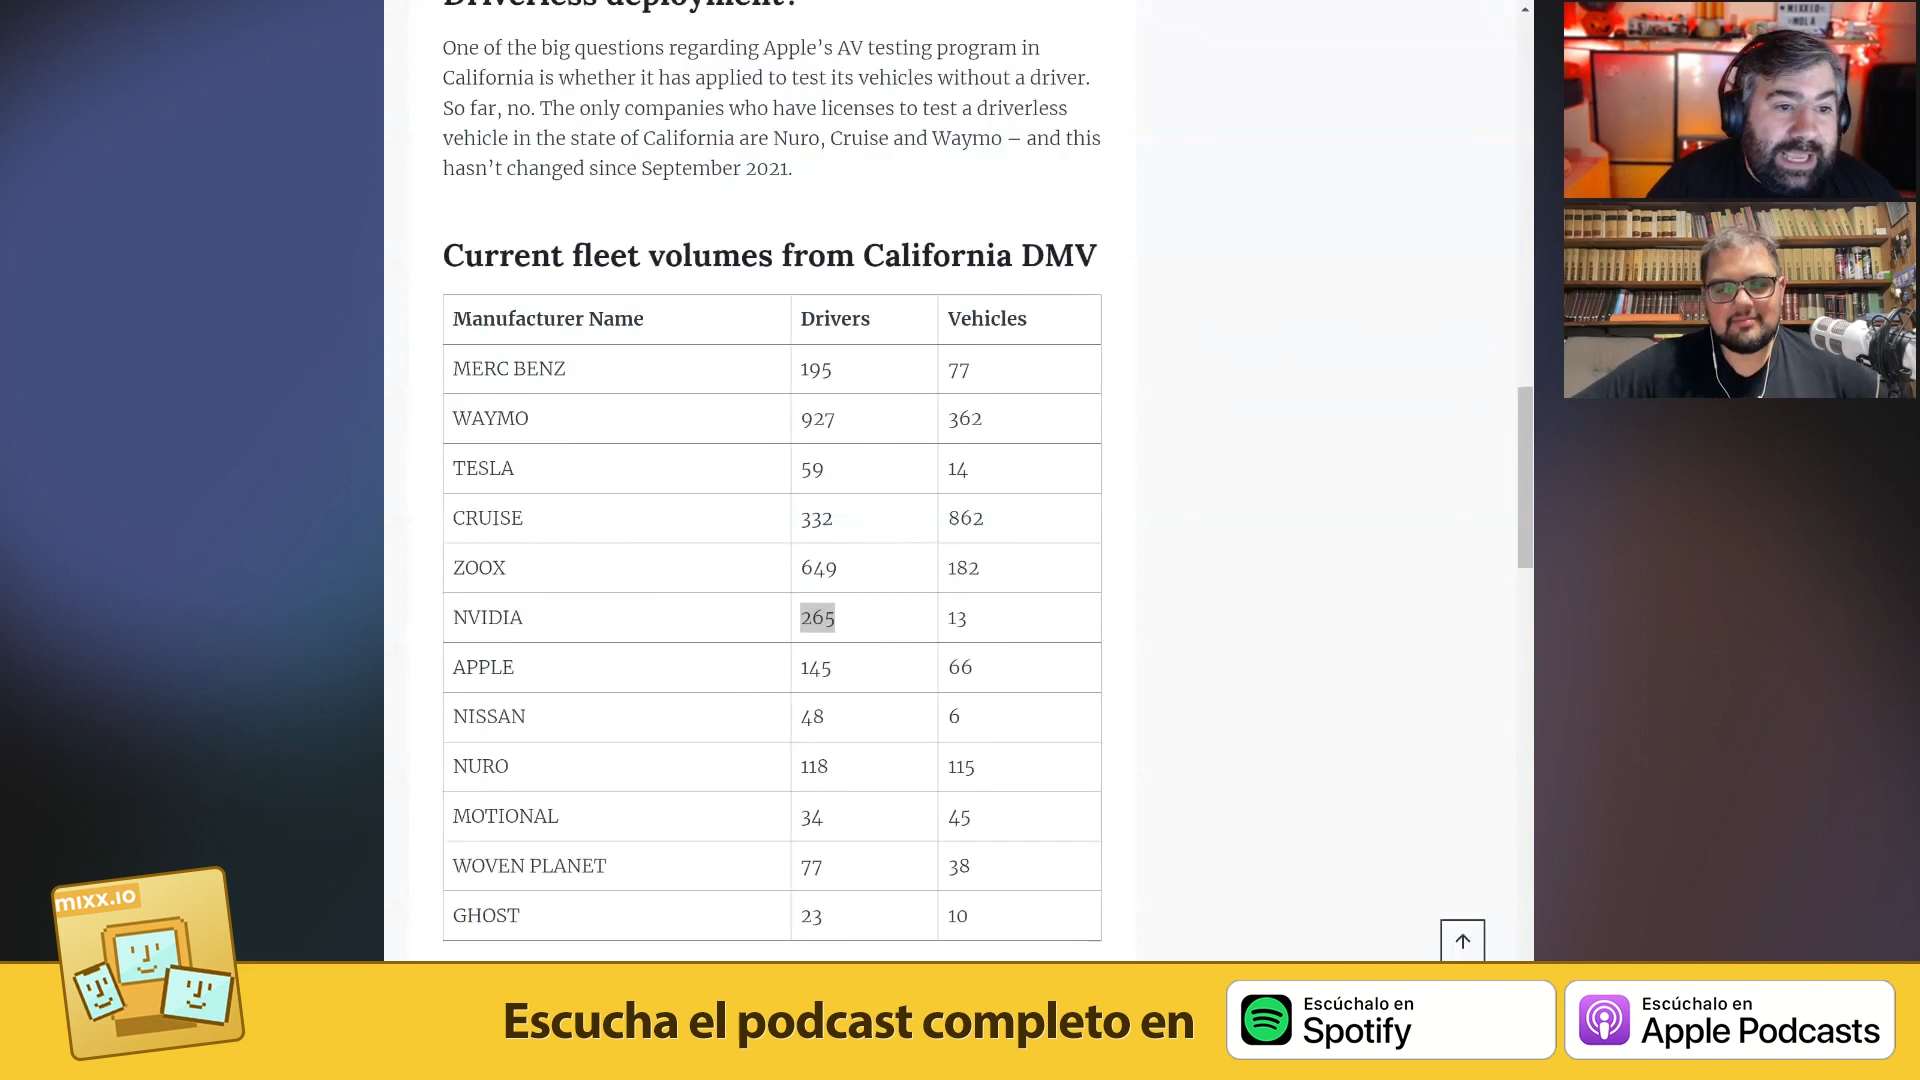 Driverless deployment?
One of the big questions regarding Apple’s AV testing program in
California is whether it has applied to test its vehicles without a driver.
So far, no. The only companies who have licenses to test a driverless
vehicle in the state of California are Nuro, Cruise and Waymo – and this
hasn’t changed since September 2021.
Current fleet volumes from California DMV
Manufacturer Name Drivers Vehicles
MERC BENZ 195 77
WAYMO 927 362
TESLA 59 14
CRUISE 332 862
ZOOX 649 182
NVIDIA 265 13
APPLE 145 66
NISSAN 48 6
NURO 118 115
MOTIONAL 34 45
WOVEN PLANET 77 38
GHOST 23 10
MIXXIO
MOLA
mixx.io
Escucha el podcast completo en
Escúchalo en
Spotify
Escúchalo en
Apple Podcasts